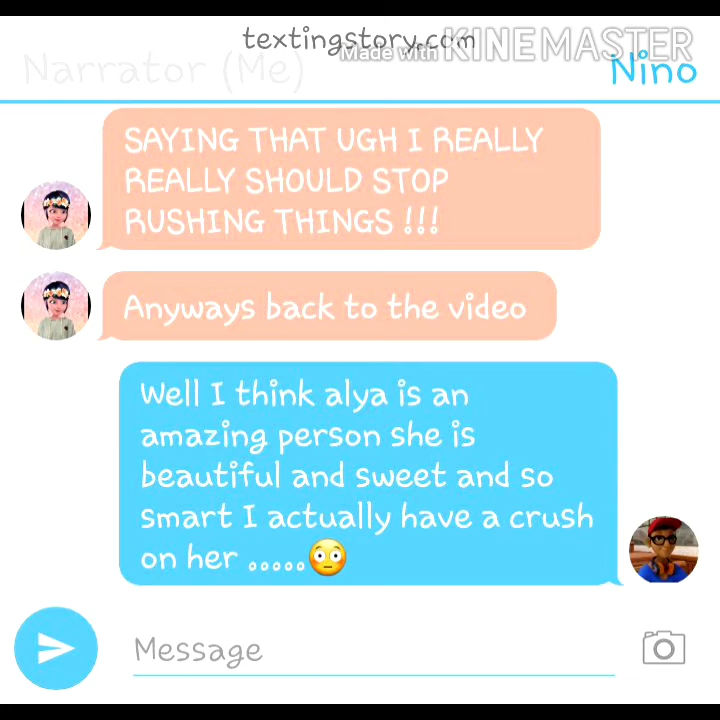 textingstory.com
Made with KINEMASTER
Narrator (Me)
Nino
SAYING THAT UGH I REALLY
REALLY SHOULD STOP
RUSHING THINGS !!!
Anyways back to the video
Well I think alya is an
amazing person she is
beautiful and sweet and so
smart I actually have a crush
on her .....😳
Message